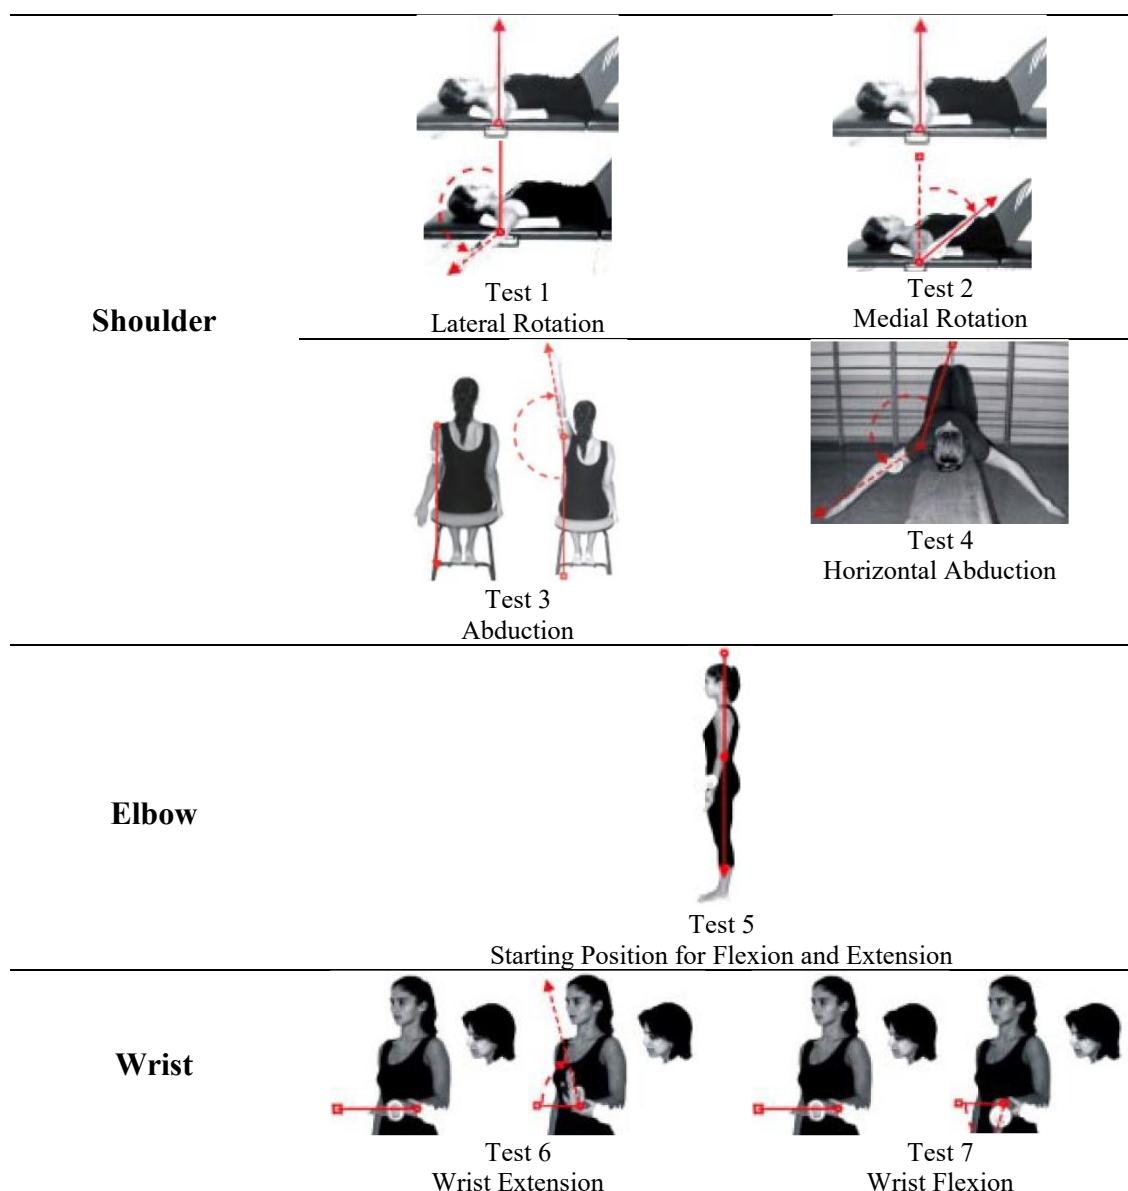 Shoulder
Test 1
Lateral Rotation
Test 2
Medial Rotation
Test 3
Abduction
Test 4
Horizontal Abduction
Elbow
Test 5
Starting Position for Flexion and Extension
Wrist
Test 6
Wrist Extension
Test 7
Wrist Flexion